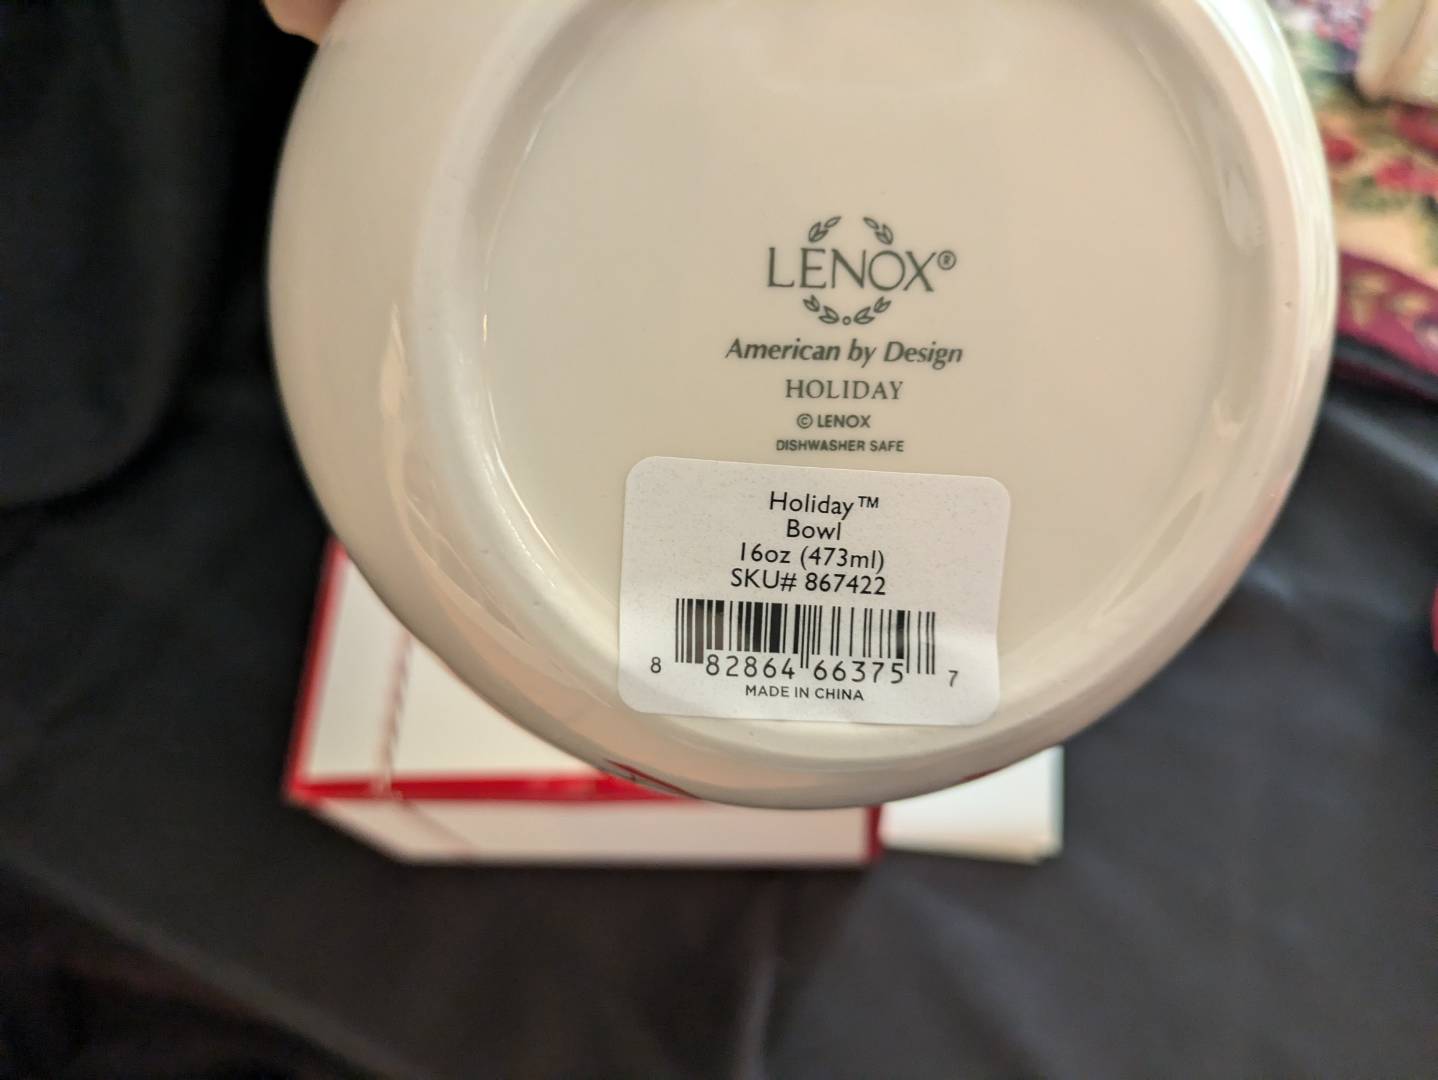 LENOX®
American by Design
HOLIDAY
© LENOX
DISHWASHER SAFE
Holiday™
Bowl
16oz (473ml)
SKU# 867422
8 82864 66375 7
MADE IN CHINA